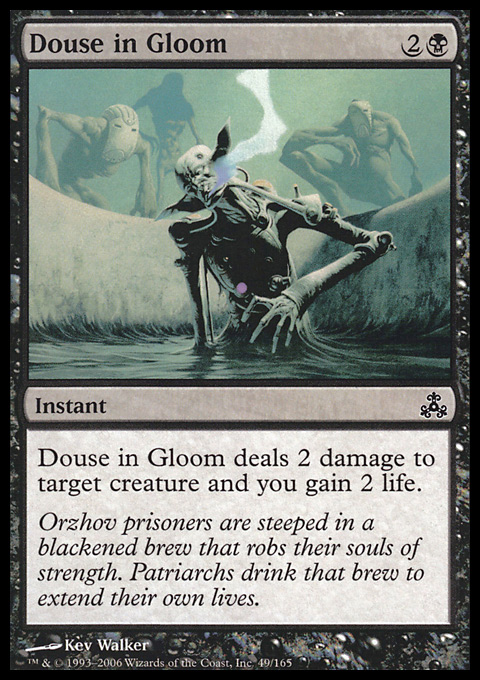 Douse in Gloom 2
Instant
Douse in Gloom deals 2 damage to
target creature and you gain 2 life.
Orzhov prisoners are steeped in a
blackened brew that robs their souls of
strength. Patriarchs drink that brew to
extend their own lives.
Kev Walker
™ & © 1993–2006 Wizards of the Coast, Inc. 49/165